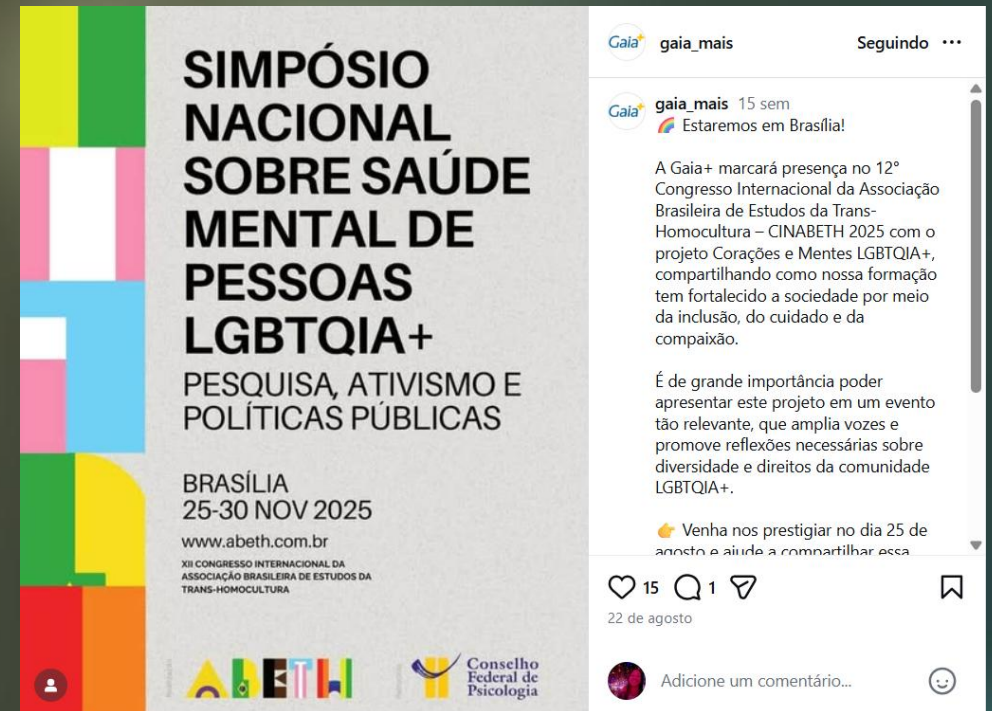 SIMPÓSIO
NACIONAL
SOBRE SAÚDE
MENTAL DE
PESSOAS
LGBTQIA+
PESQUISA, ATIVISMO E
POLÍTICAS PÚBLICAS
BRASÍLIA
25-30 NOV 2025
www.abeth.com.br
XII CONGRESSO INTERNACIONAL DA
ASSOCIAÇÃO BRASILEIRA DE ESTUDOS DA
TRANS-HOMOCULTURA
ABETH
Conselho
Federal de
Psicologia
Gaia+
gaia_mais
Seguindo
Gaia+
gaia_mais 15 sem
🌈 Estaremos em Brasília!
A Gaia+ marcará presença no 12°
Congresso Internacional da Associação
Brasileira de Estudos da Trans-
Homocultura – CINABETH 2025 com o
projeto Corações e Mentes LGBTQIA+,
compartilhando como nossa formação
tem fortalecido a sociedade por meio
da inclusão, do cuidado e da
compaixão.
É de grande importância poder
apresentar este projeto em um evento
tão relevante, que amplia vozes e
promove reflexões necessárias sobre
diversidade e direitos da comunidade
LGBTQIA+.
👉 Venha nos prestigiar no dia 25 de
agosto e ajude a compartilhar essa
15
1
22 de agosto
Adicione um comentário...